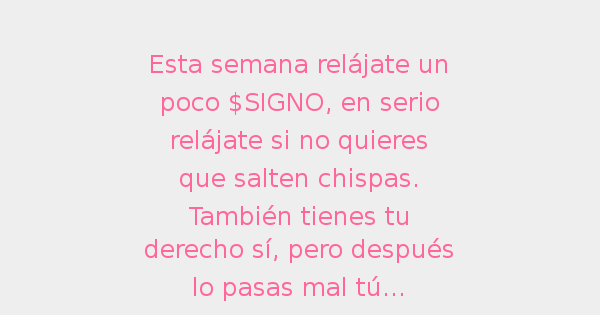 Esta semana relájate un
poco $SIGNO, en serio
relájate si no quieres
que salten chispas.
También tienes tu
derecho sí, pero después
lo pasas mal tú...